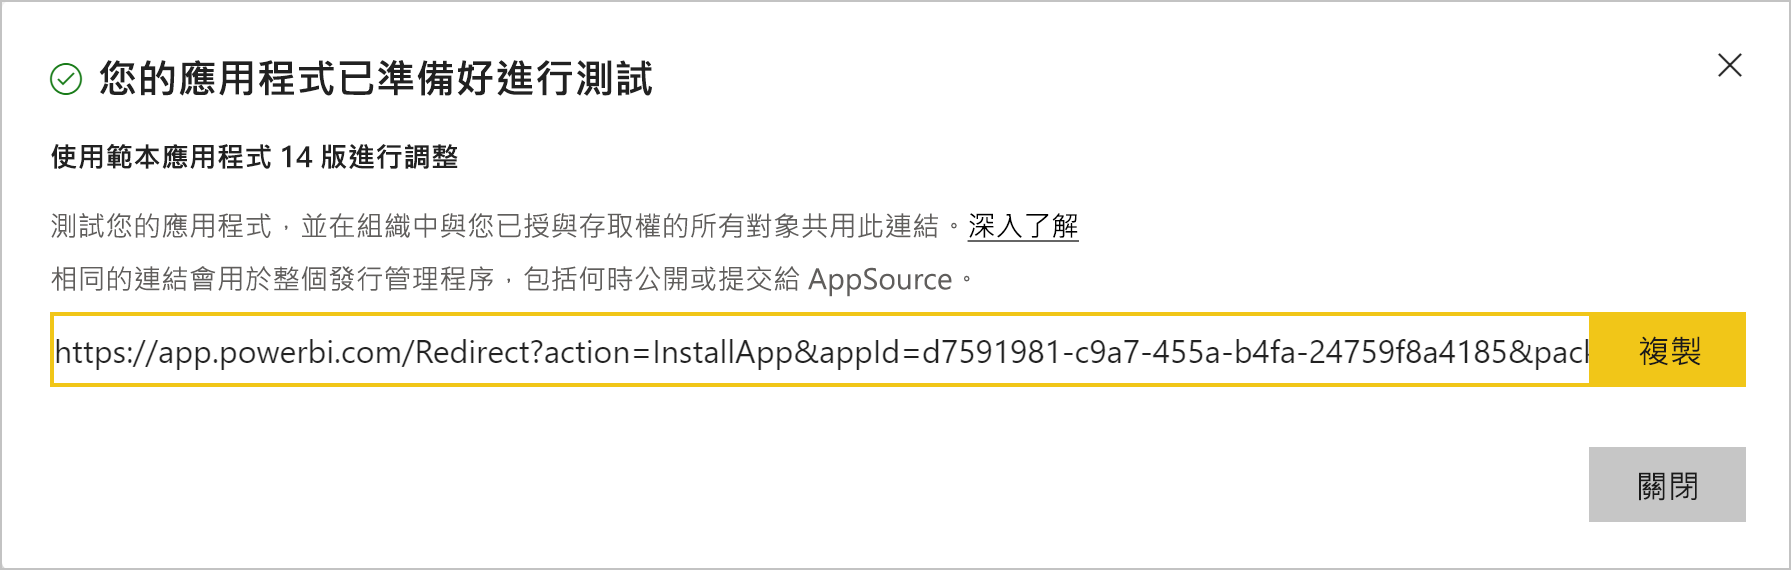 您的應用程式已準備好進行測試
使用範本應用程式 14 版進行調整
測試您的應用程式，並在組織中與您已授與存取權的所有對象共用此連結。深入了解
相同的連結會用於整個發行管理程序，包括何時公開或提交給 AppSource。
https://app.powerbi.com/Redirect?action=InstallApp&appId=d7591981-c9a7-455a-b4fa-24759f8a4185&pack
複製
關閉